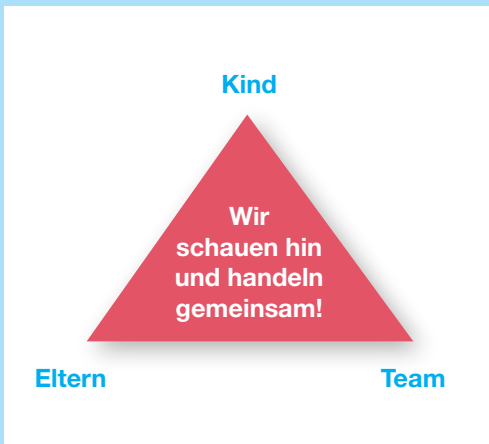 Kind
Wir
schauen hin
und handeln
gemeinsam!
Eltern
Team